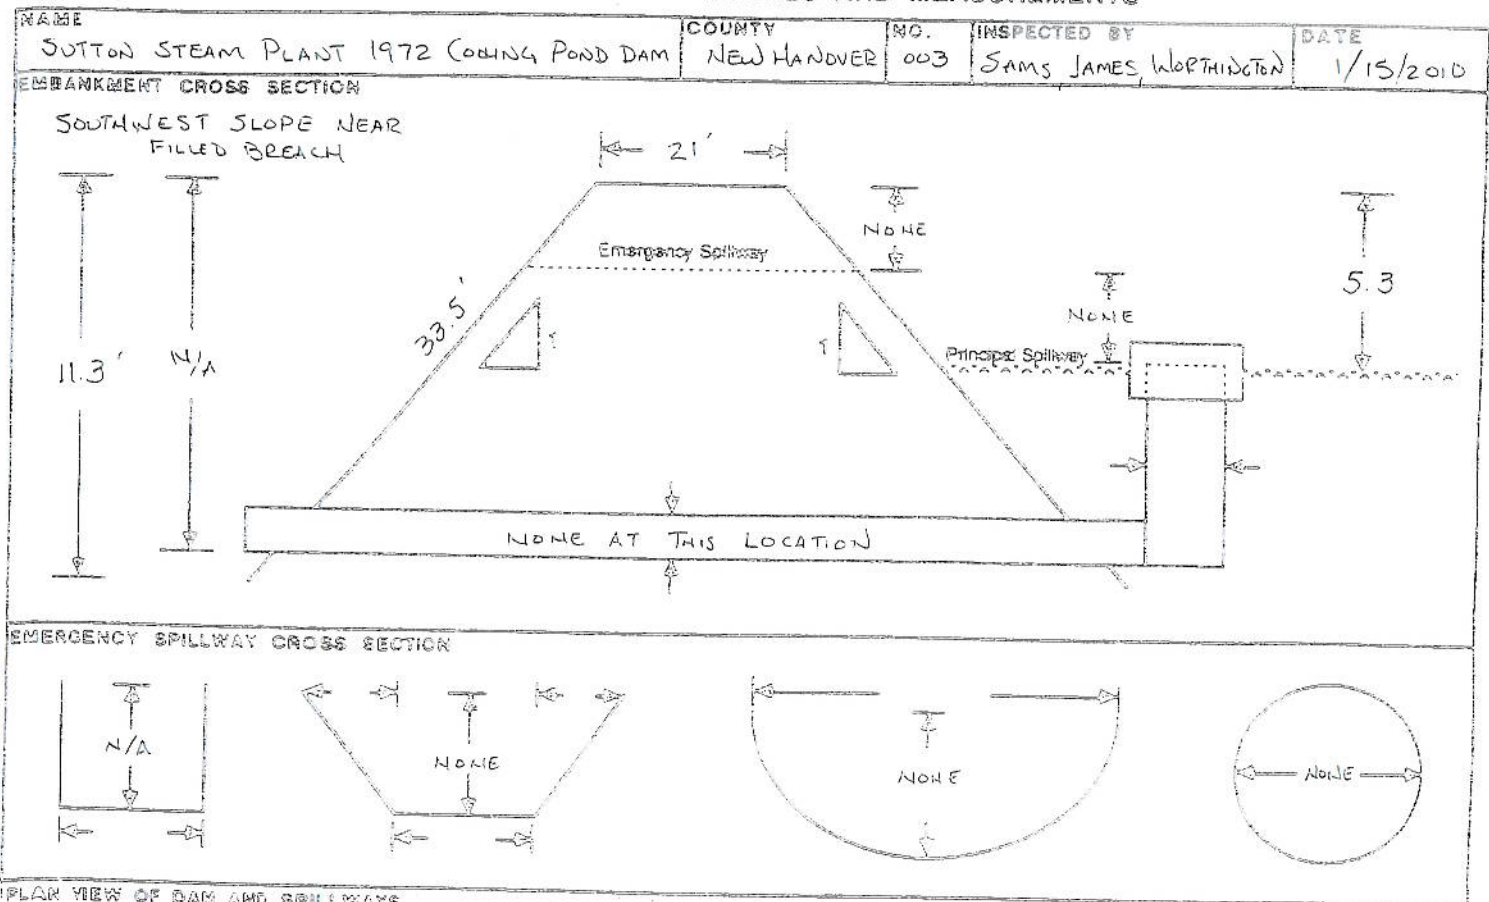 NAME
SUTTON STEAM PLANT 1972 COOLING POND DAM
COUNTY
NEW HANOVER
NO.
003
INSPECTED BY
SAMS, JAMES, WORTHINGTON
DATE
1/15/2010
EMBANKMENT CROSS SECTION
SOUTHWEST SLOPE NEAR
FILLED BREACH
21'
NONE
Emergency Spillway
5.3
33.5'
NONE
1
1
Principal Spillway
11.3'
N/A
NONE AT THIS LOCATION
EMERGENCY SPILLWAY CROSS SECTION
N/A
NONE
NONE
NONE
PLAN VIEW OF DAM AND SPILLWAYS